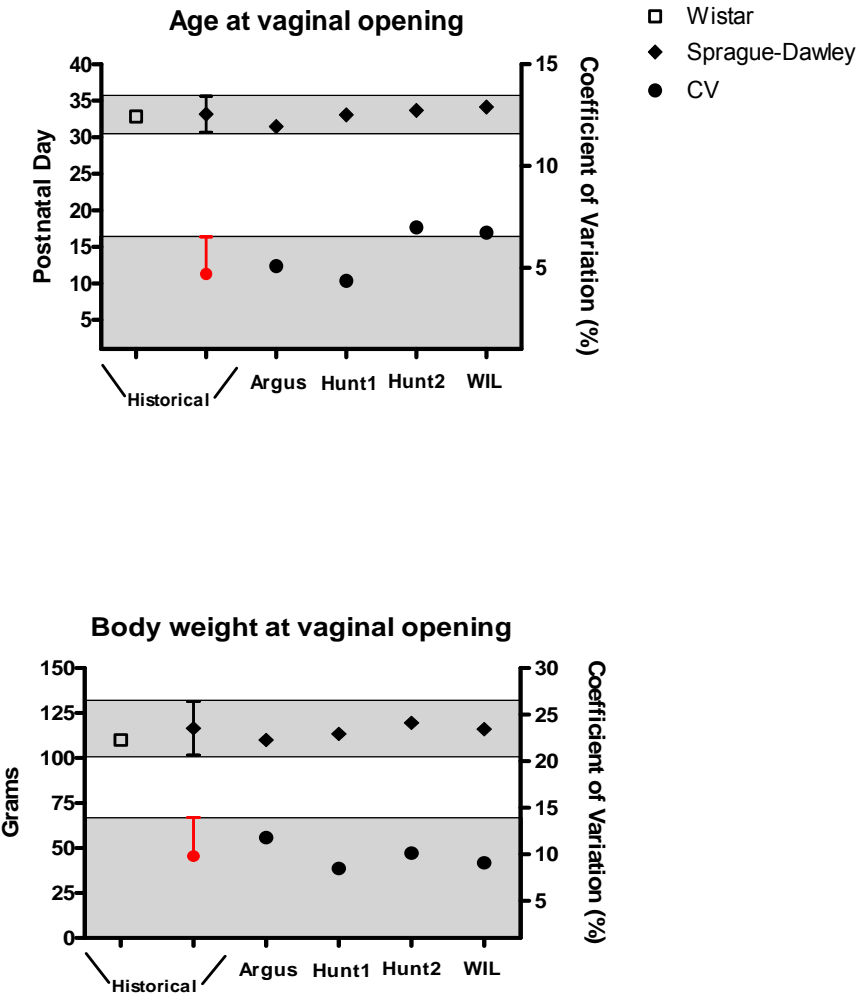 Age at vaginal opening
Wistar
Sprague-Dawley
CV
40
35
30
25
20
15
10
5
Postnatal Day
15
10
5
Coefficient of Variation (%)
Historical
Argus
Hunt1
Hunt2
WIL
Body weight at vaginal opening
150
125
100
75
50
25
0
Grams
30
25
20
15
10
5
Coefficient of Variation (%)
Historical
Argus
Hunt1
Hunt2
WIL